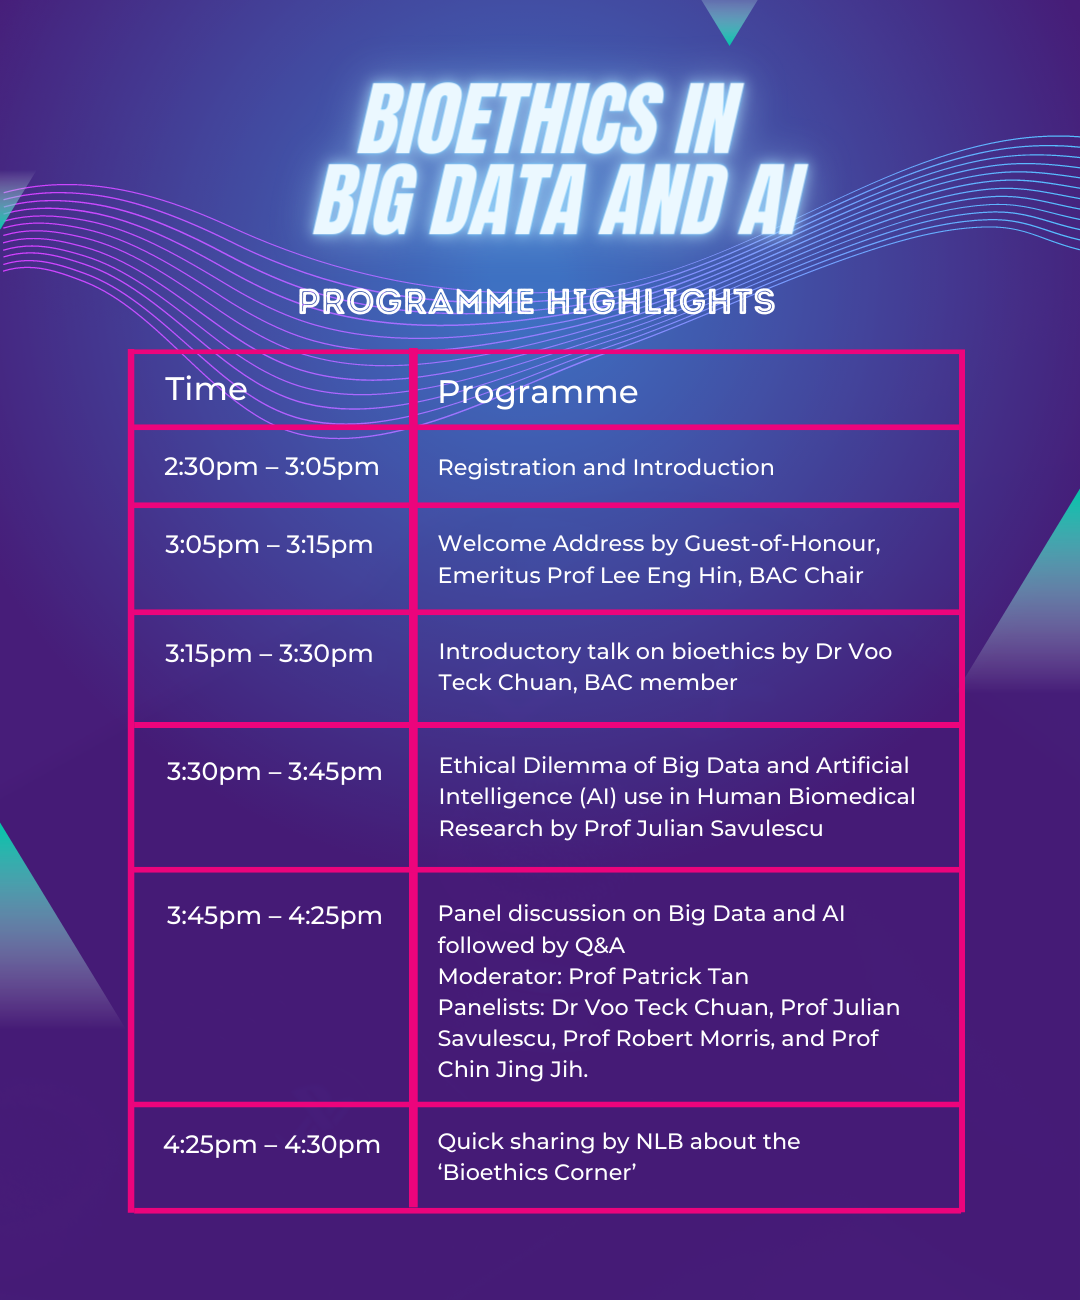 BIOETHICS IN
BIG DATA AND AI
PROGRAMME HIGHLIGHTS
Time
Programme
2:30pm – 3:05pm
Registration and Introduction
3:05pm – 3:15pm
Welcome Address by Guest-of-Honour,
Emeritus Prof Lee Eng Hin, BAC Chair
3:15pm – 3:30pm
Introductory talk on bioethics by Dr Voo
Teck Chuan, BAC member
3:30pm – 3:45pm
Ethical Dilemma of Big Data and Artificial
Intelligence (AI) use in Human Biomedical
Research by Prof Julian Savulescu
3:45pm – 4:25pm
Panel discussion on Big Data and AI
followed by Q&A
Moderator: Prof Patrick Tan
Panelists: Dr Voo Teck Chuan, Prof Julian
Savulescu, Prof Robert Morris, and Prof
Chin Jing Jih.
4:25pm – 4:30pm
Quick sharing by NLB about the
‘Bioethics Corner’